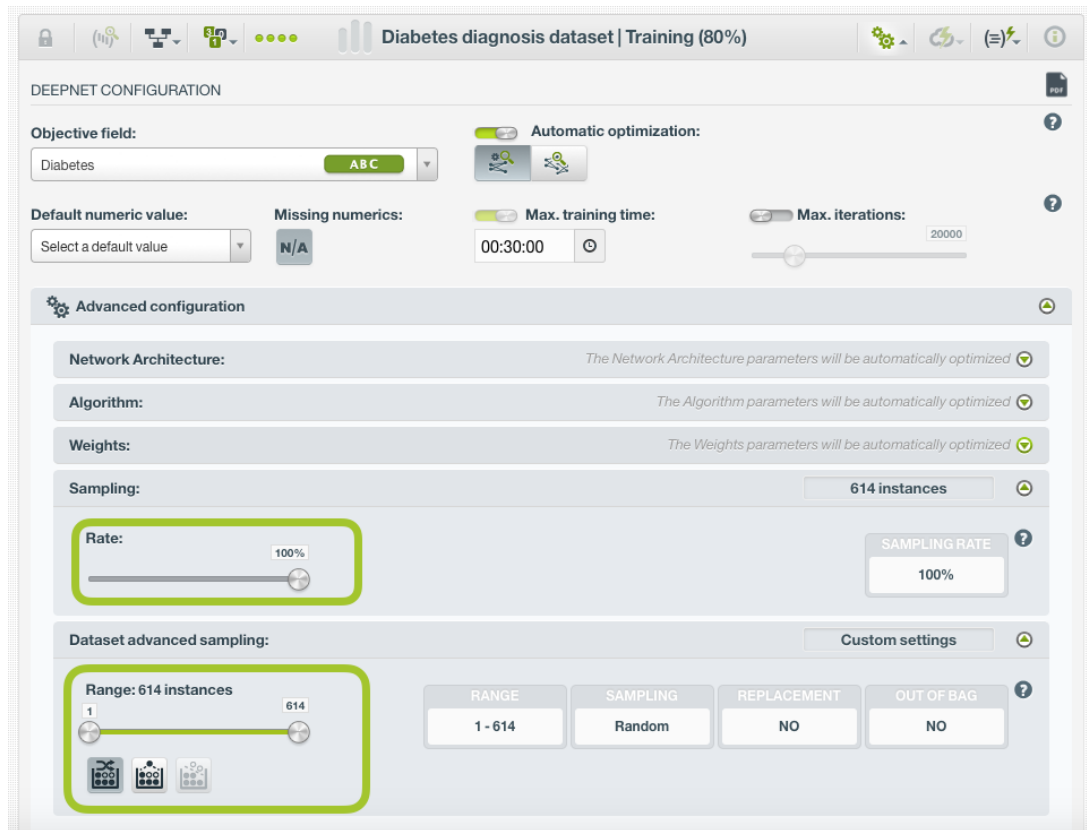 Diabetes diagnosis dataset | Training (80%)
DEEPNET CONFIGURATION
PDF
Objective field:
Automatic optimization:
Diabetes
ABC
Default numeric value:
Missing numerics:
Max. training time:
Max. iterations:
Select a default value
N/A
00:30:00
20000
Advanced configuration
Network Architecture:
The Network Architecture parameters will be automatically optimized
Algorithm:
The Algorithm parameters will be automatically optimized
Weights:
The Weights parameters will be automatically optimized
Sampling:
614 instances
Rate:
100%
SAMPLING RATE
100%
Dataset advanced sampling:
Custom settings
Range: 614 instances
1
614
RANGE
SAMPLING
REPLACEMENT
OUT OF BAG
1 - 614
Random
NO
NO